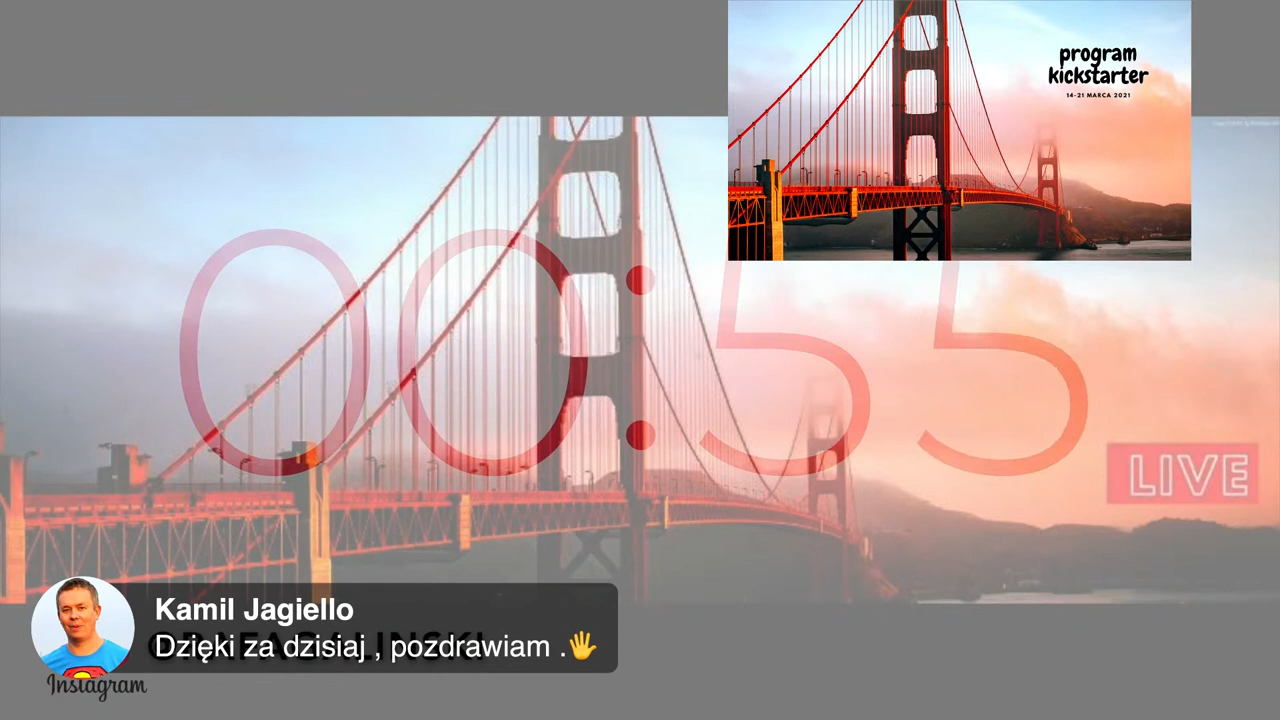 program
kickstarter
14-21 MARCA 2021
00:55
LIVE
Kamil Jagiello
Dzięki za dzisiaj , pozdrawiam .🖐
Instagram